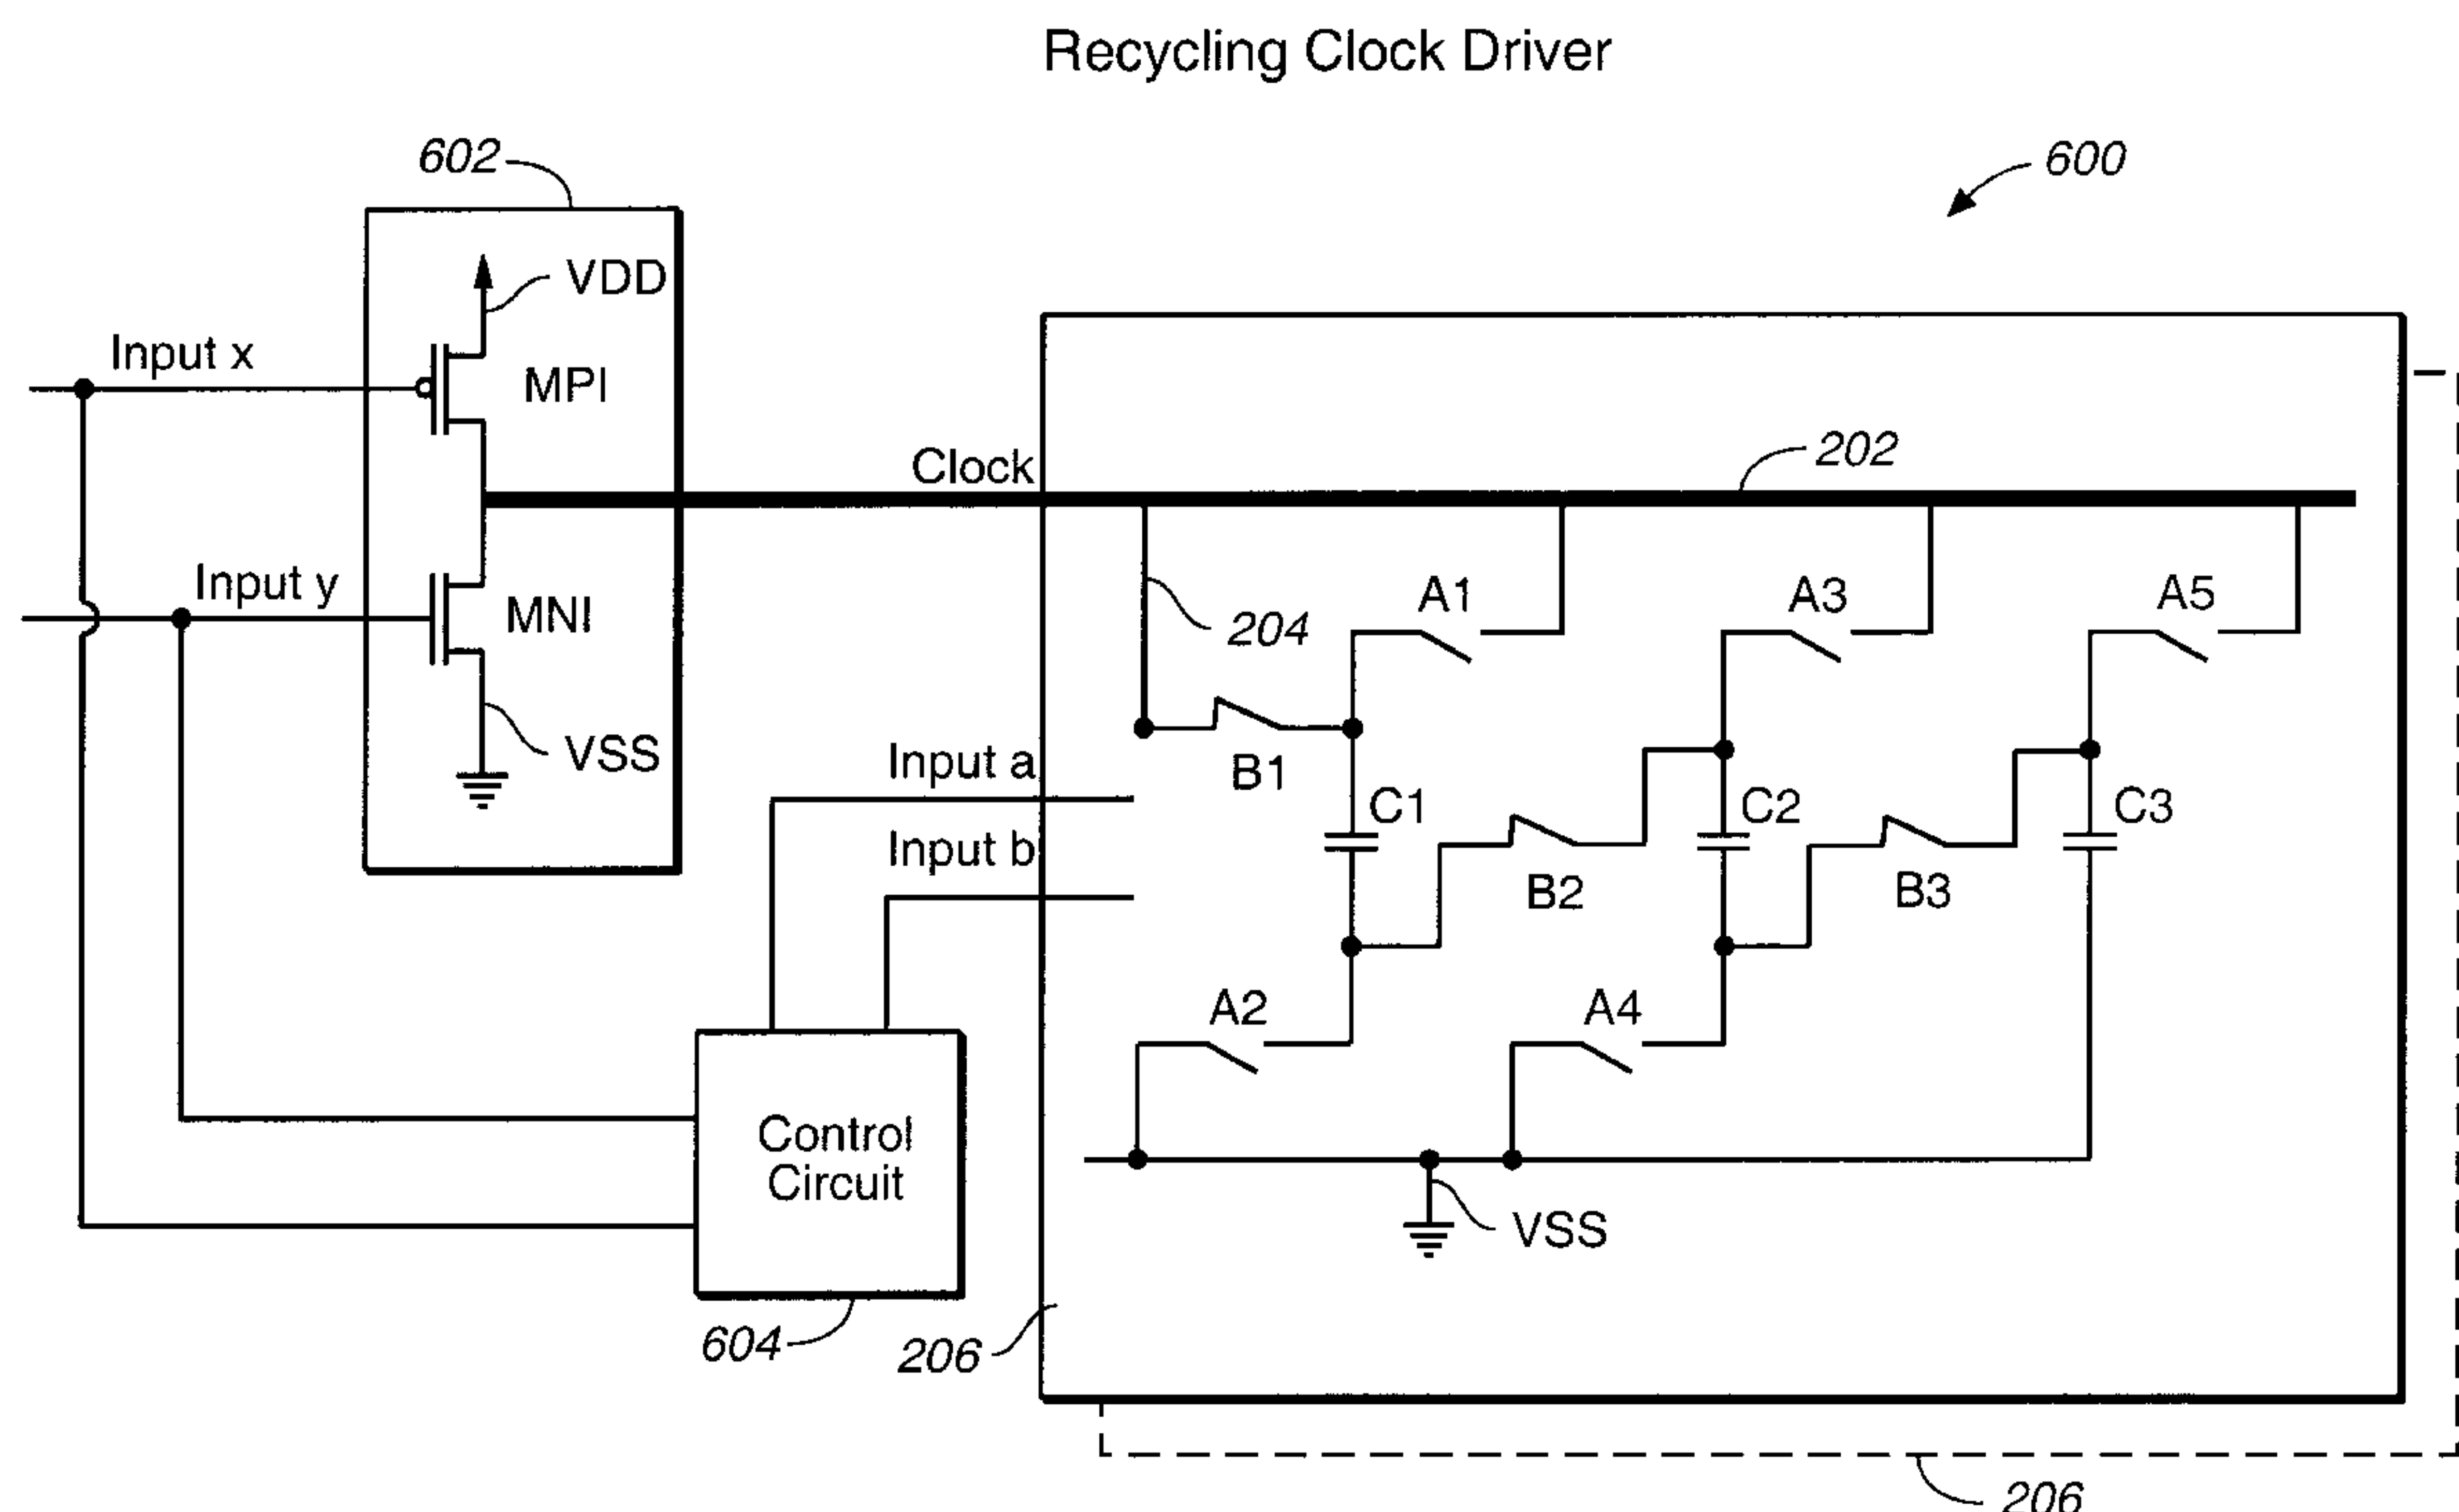 Recycling Clock Driver
602
600
VDD
Input x
MPI
Clock
202
Input y
MNI
204
A1
A3
A5
VSS
Input a
B1
C1
C2
C3
Input b
B2
B3
A2
A4
Control
Circuit
VSS
604
206
206